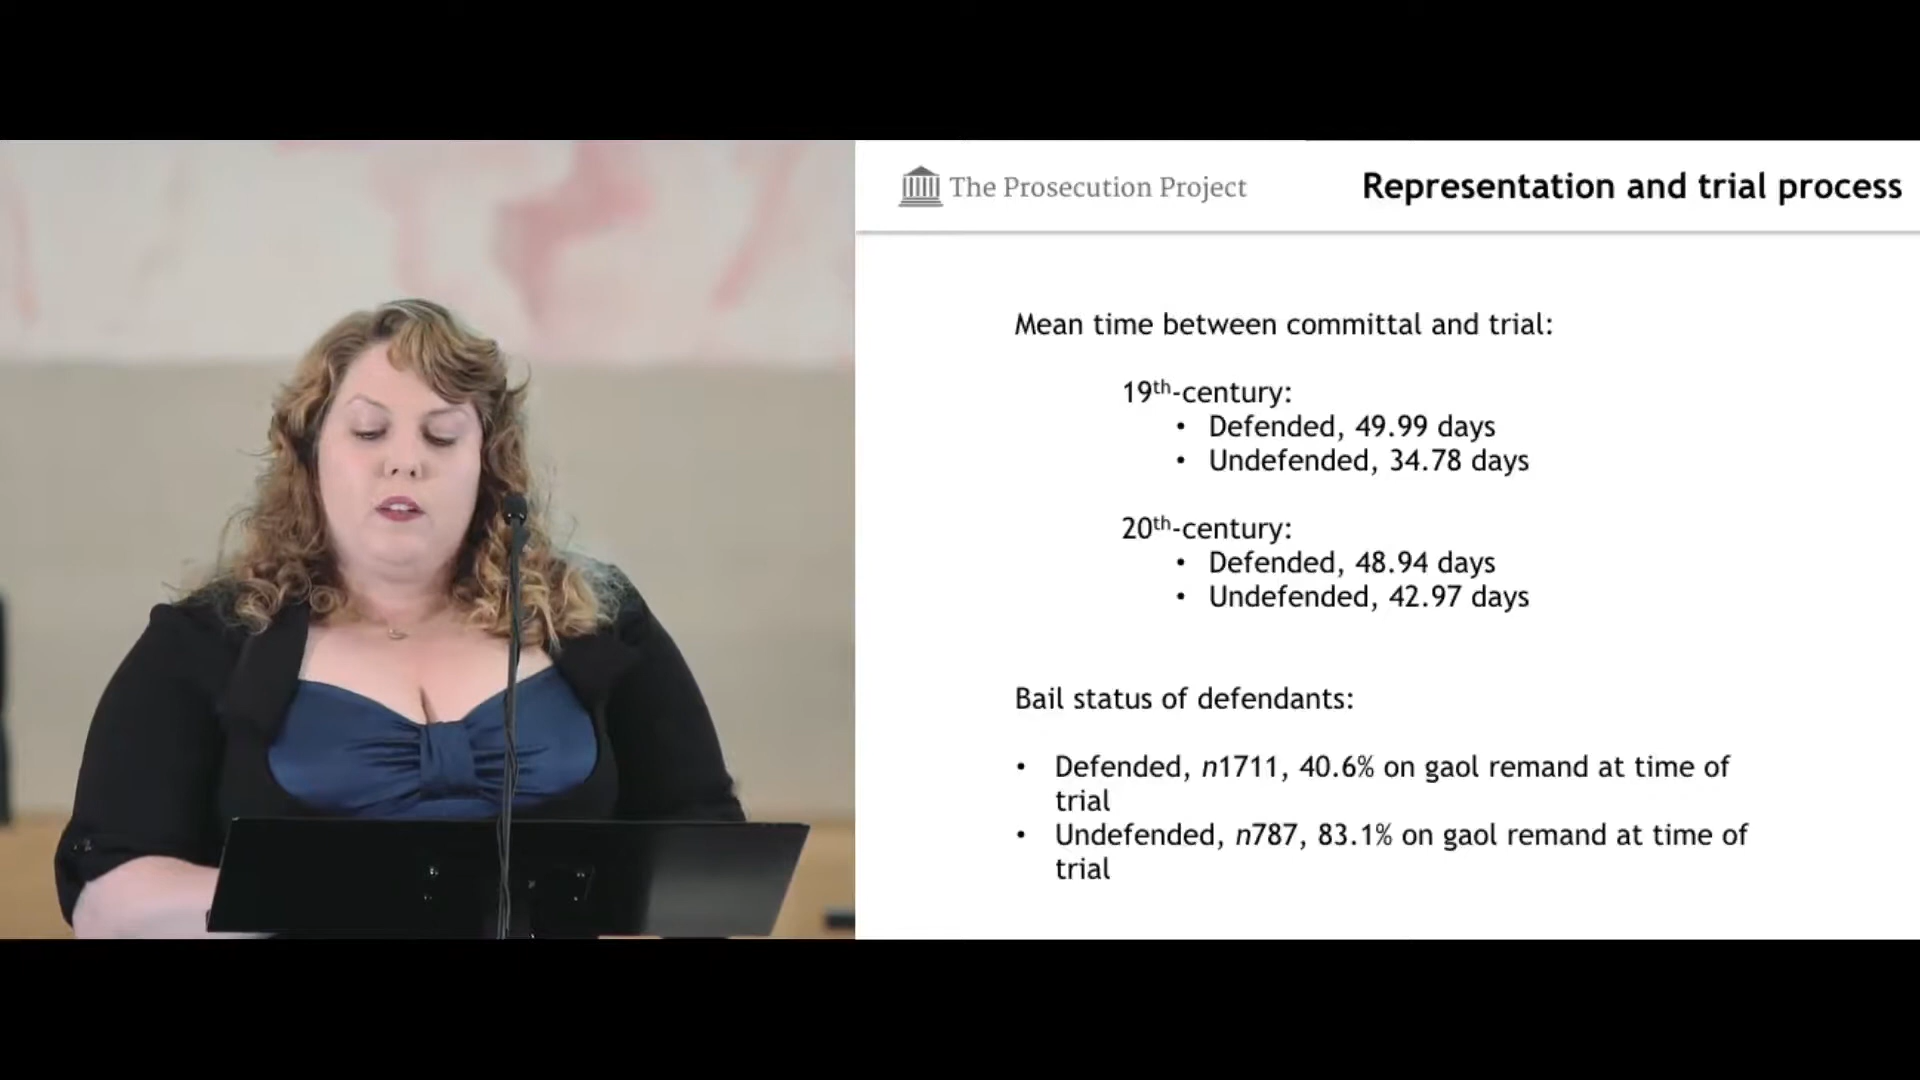 The Prosecution Project
Representation and trial process
Mean time between committal and trial:
19th-century:
• Defended, 49.99 days
• Undefended, 34.78 days
20th-century:
• Defended, 48.94 days
• Undefended, 42.97 days
Bail status of defendants:
• Defended, n1711, 40.6% on gaol remand at time of
trial
• Undefended, n787, 83.1% on gaol remand at time of
trial